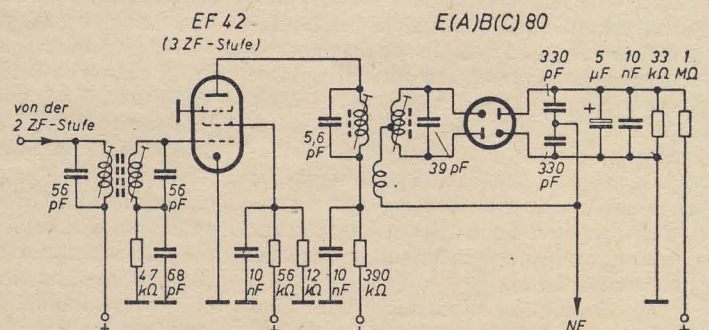 EF 42
(3 ZF-Stufe)
E(A)B(C) 80
von der
2 ZF-Stufe
56
pF
56
pF
47
kΩ
68
pF
10
nF
56
kΩ
12
kΩ
10
nF
390
kΩ
5,6
pF
39 pF
330
pF
330
pF
5
µF
10
nF
33
kΩ
1
MΩ
+
NF
+
+
+
+